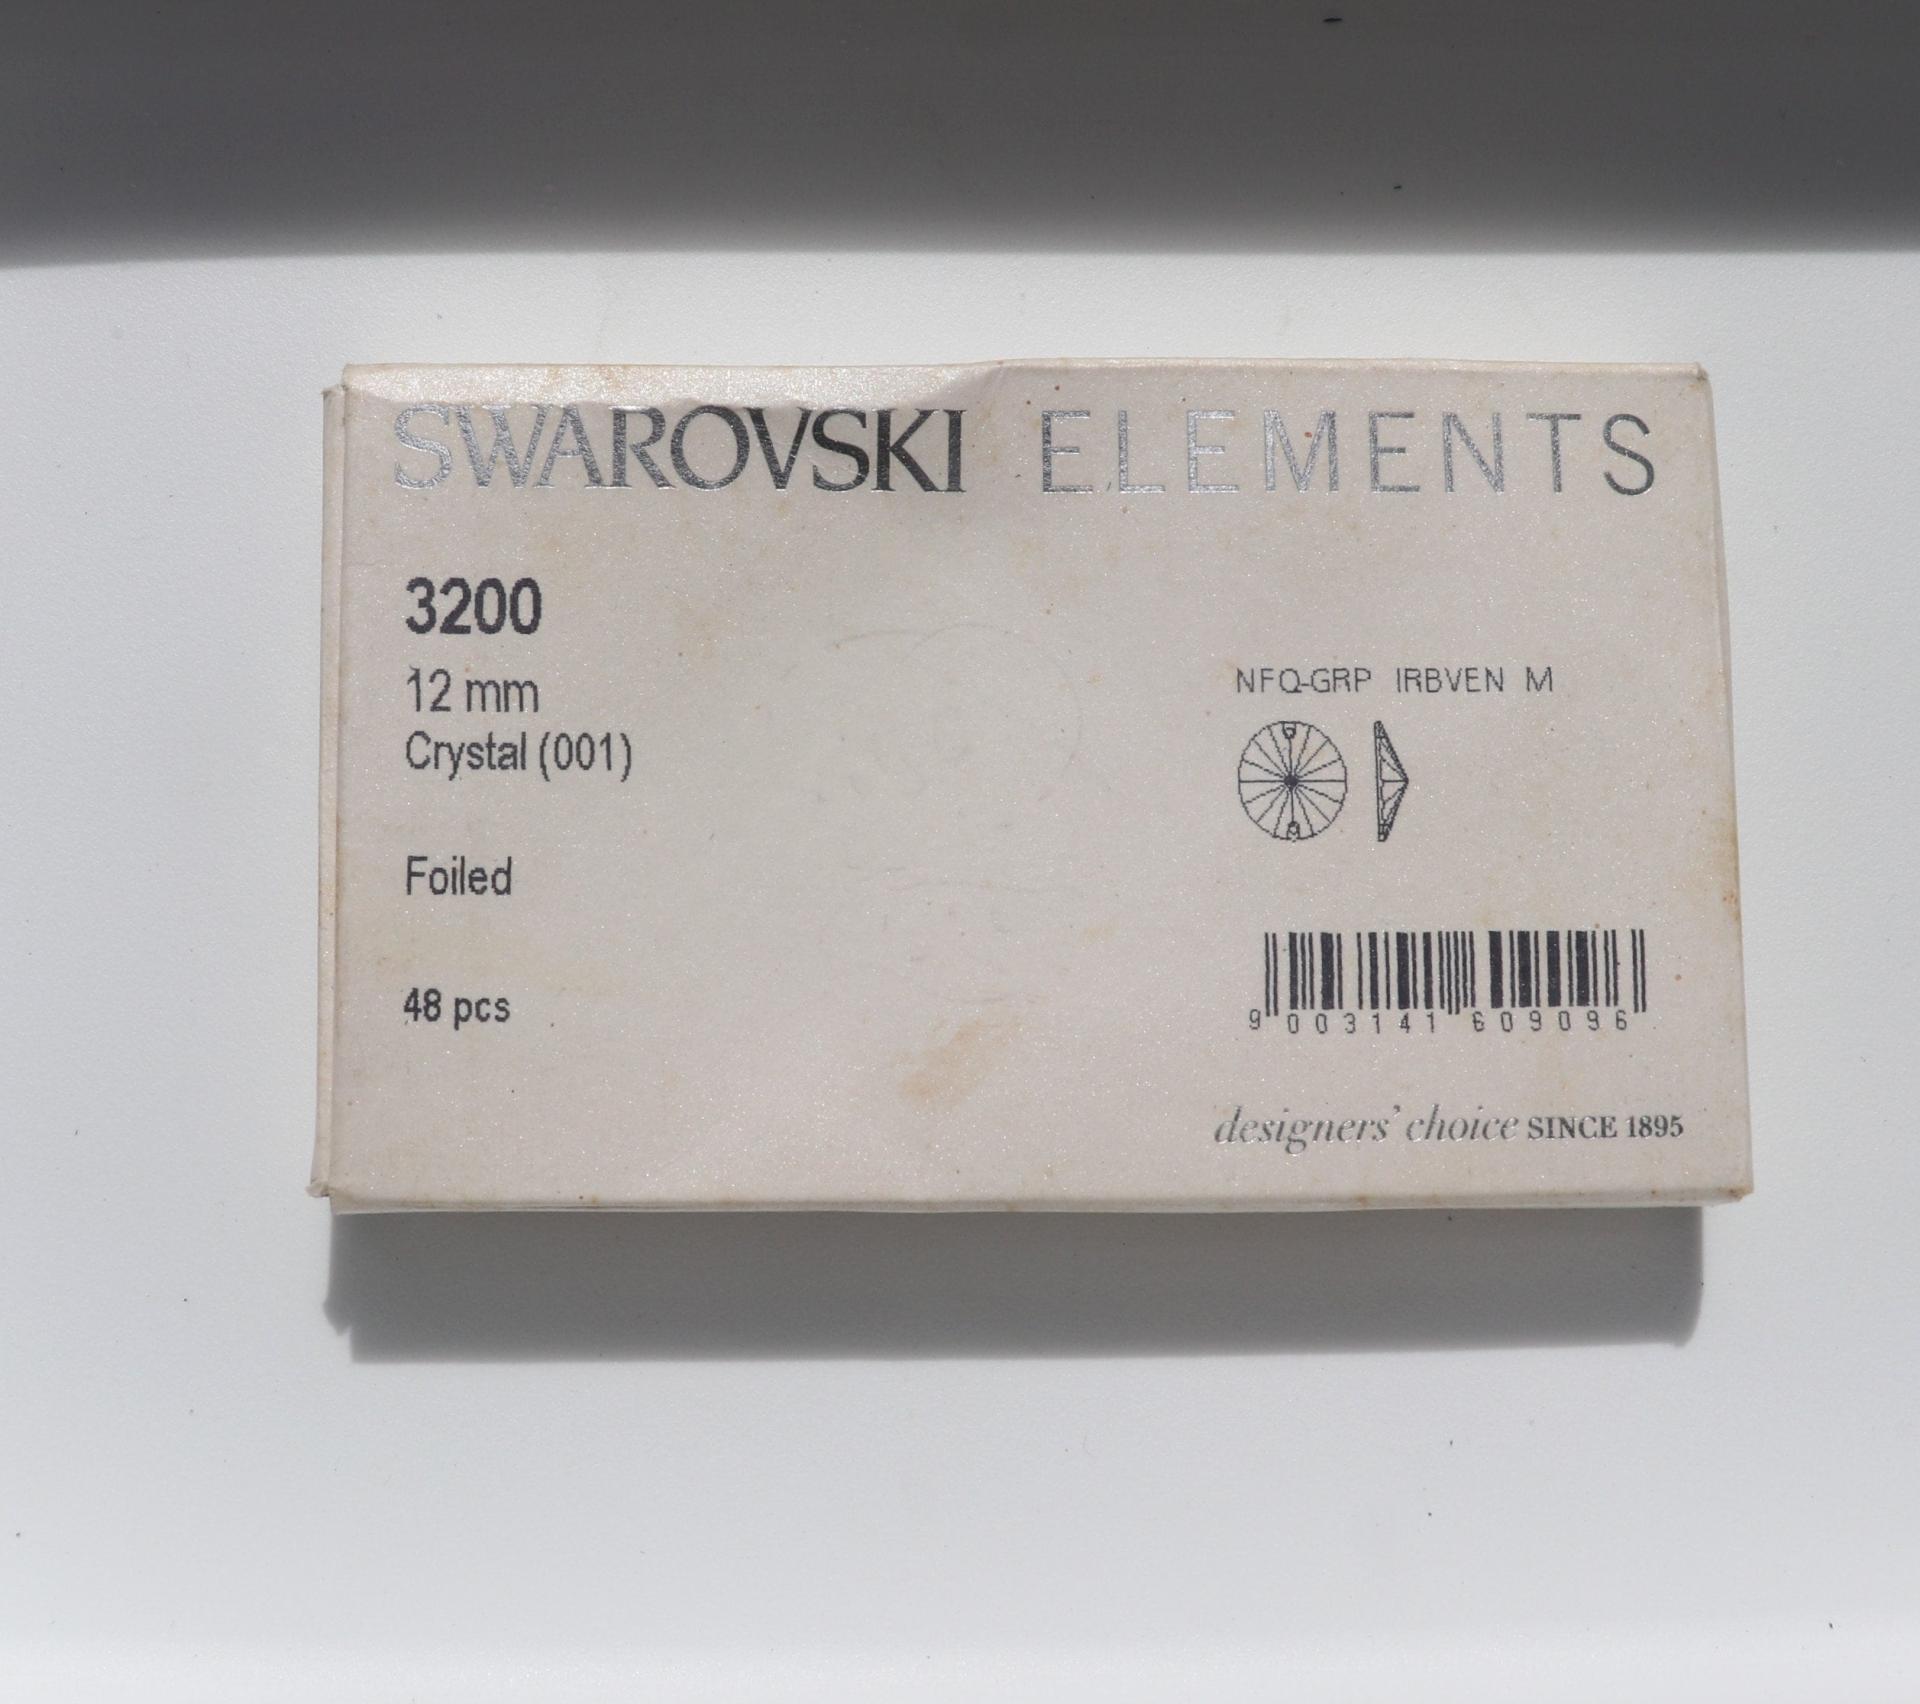 SWAROVSKI ELEMENTS
3200
12 mm
Crystal (001)
Foiled
48 pcs
NFQ-GRP IRBVEN M
9 003141 609096
designers' choice SINCE 1895